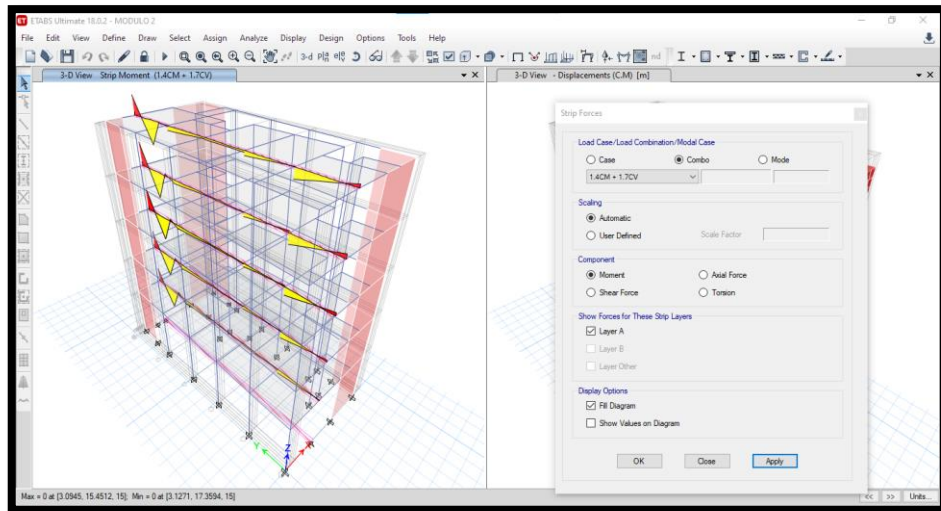 ETABS Ultimate 18.0.2 - MODULO 2
File Edit View Define Draw Select Assign Analyze Display Design Options Tools Help
3-D View Strip Moment (1.4CM + 1.7CV)
3-D View - Displacements (C.M) [m]
Strip Forces
Load Case/Load Combination/Modal Case
Case Combo Mode
1.4CM + 1.7CV
Scaling
Automatic
User Defined Scale Factor
Component
Moment Axial Force
Shear Force Torsion
Show Forces for These Strip Layers
Layer A
Layer B
Layer Other
Display Options
Fill Diagram
Show Values on Diagram
OK Close Apply
Y Z
Max = 0 at [3.0945, 15.4512, 15]; Min = 0 at [3.1271, 17.3594, 15]
<< >> Units...